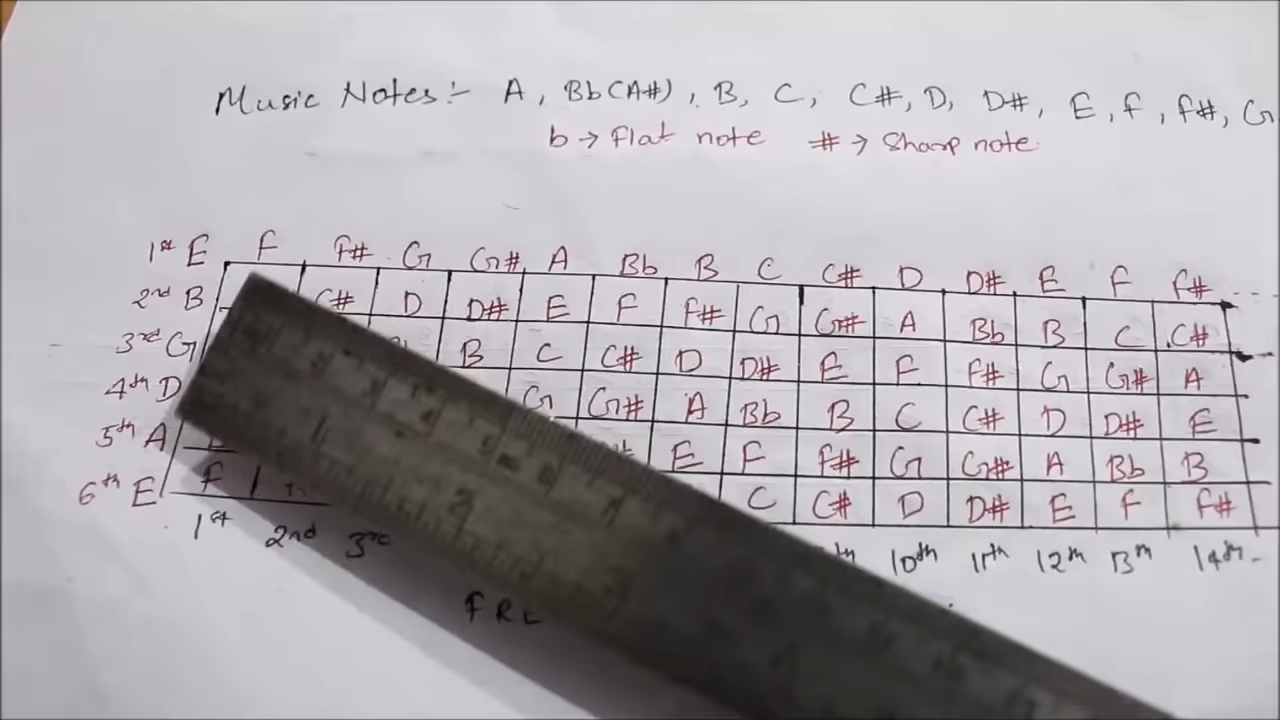 Music Notes:- A, Bb(A#), B, C, C#, D, D#, E, F, F#, G
b → Flat note # → Sharp note
1st E F F# G G# A Bb B C C# D D# E F F#
2nd B C# D D# E F F# G G# A Bb B C C#
3rd G B C C# D D# E F F# G G# A
4th D G G# A Bb B C C# D D# E
5th A E F F# G G# A Bb B
6th E F C C# D D# E F F#
1st 2nd 3rd 10th 11th 12th 13th 14th